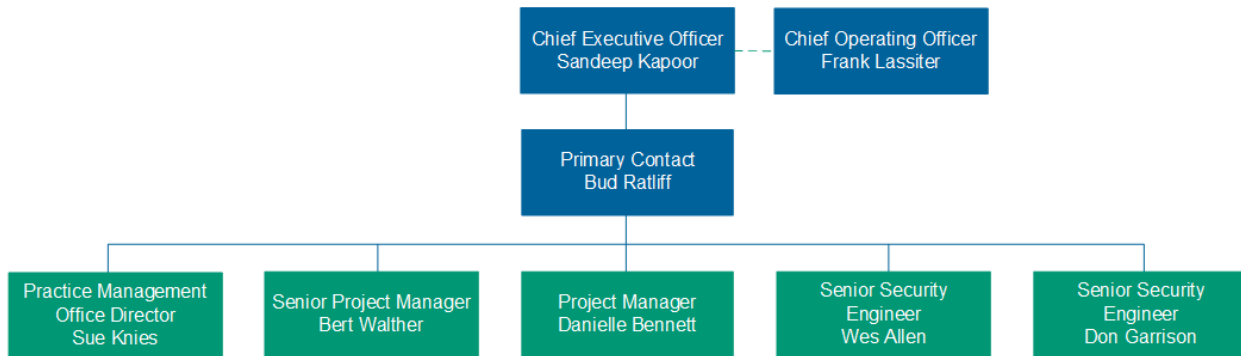 Chief Executive Officer
Sandeep Kapoor
Chief Operating Officer
Frank Lassiter
Primary Contact
Bud Ratliff
Practice Management
Office Director
Sue Knies
Senior Project Manager
Bert Walther
Project Manager
Danielle Bennett
Senior Security
Engineer
Wes Allen
Senior Security
Engineer
Don Garrison